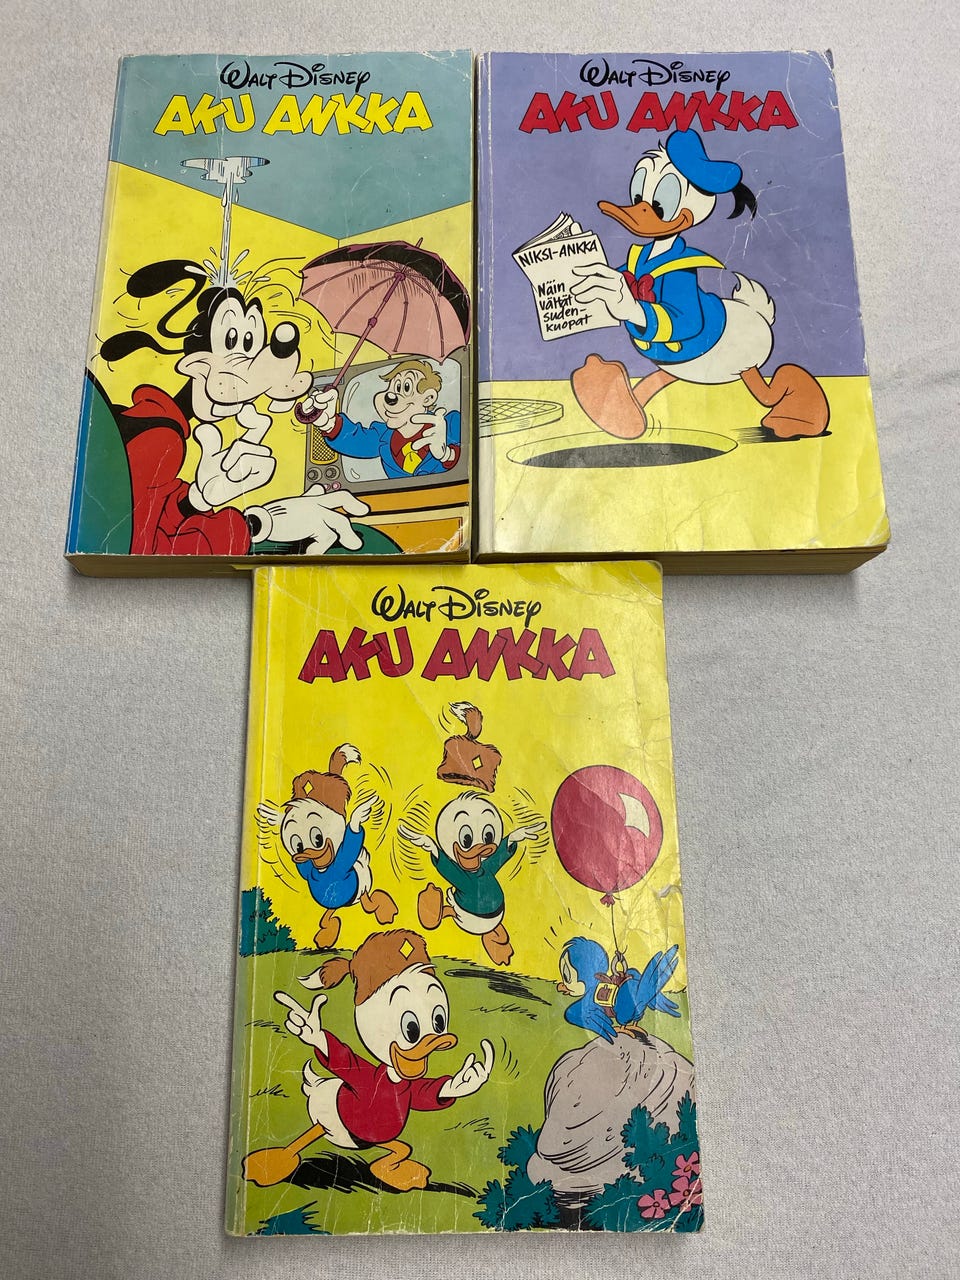 WALT DISNEY
AKU ANKKA
WALT DISNEY
AKU ANKKA
NIKSI-ANKKA
Näin
vältät
suden-
kuopat
WALT DISNEY
AKU ANKKA